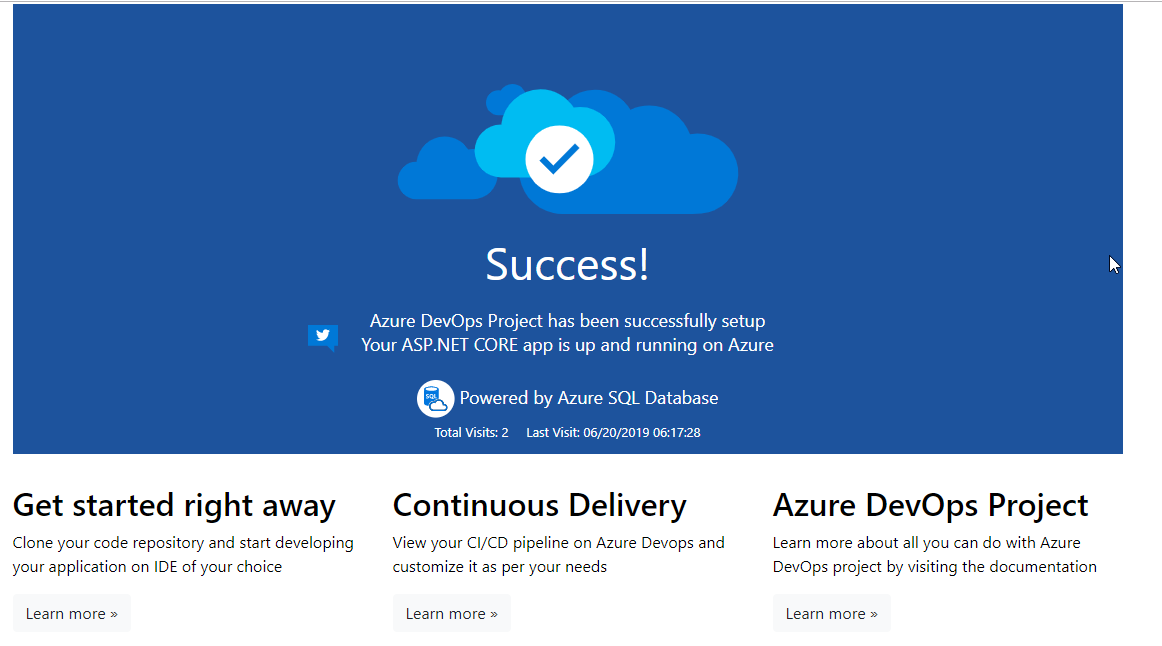 Success!
Azure DevOps Project has been successfully setup
Your ASP.NET CORE app is up and running on Azure
SQL
Powered by Azure SQL Database
Total Visits: 2 Last Visit: 06/20/2019 06:17:28
Get started right away
Clone your code repository and start developing
your application on IDE of your choice
Learn more »
Continuous Delivery
View your CI/CD pipeline on Azure Devops and
customize it as per your needs
Learn more »
Azure DevOps Project
Learn more about all you can do with Azure
DevOps project by visiting the documentation
Learn more »